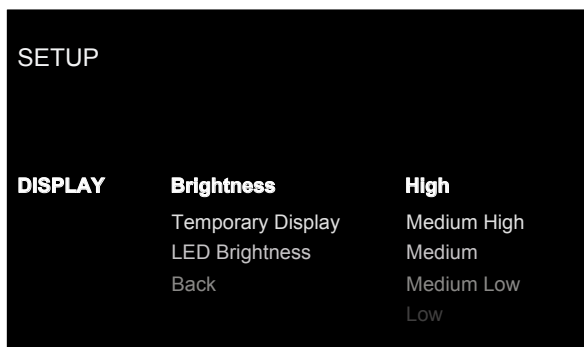 SETUP
DISPLAY Brightness High
Temporary Display Medium High
LED Brightness Medium
Back Medium Low
Low